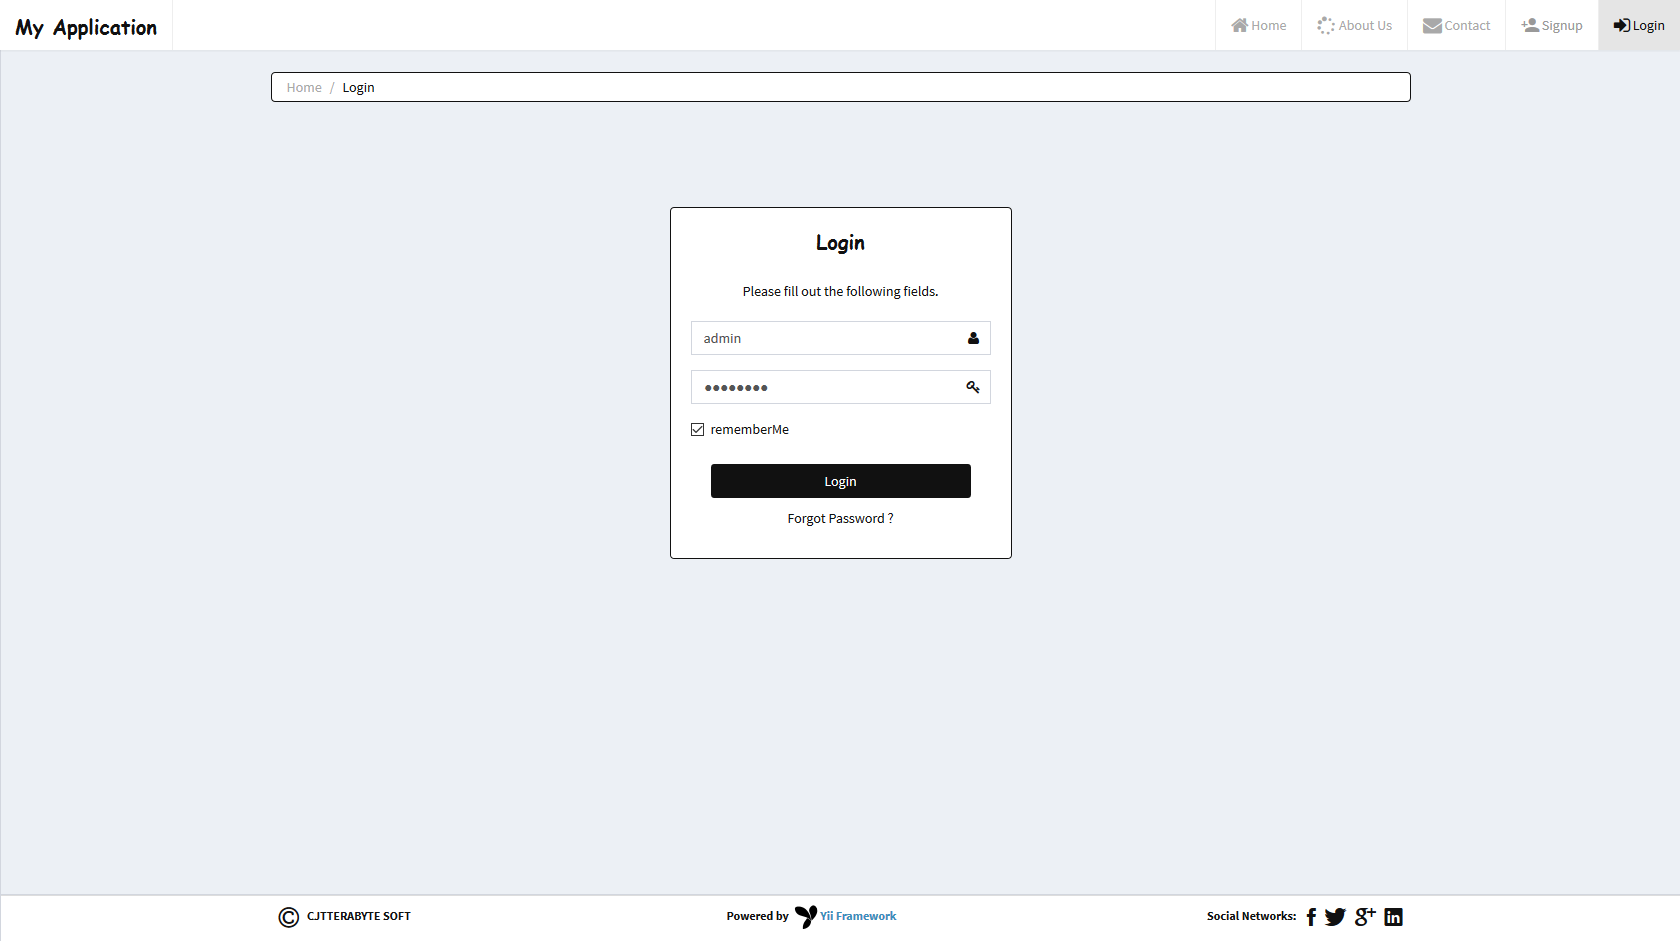 My Application
Home
About Us
Contact
Signup
Login
Home / Login
Login
Please fill out the following fields.
admin
rememberMe
Login
Forgot Password ?
© CJTTERABYTE SOFT
Powered by Yii Framework
Social Networks: f g+ in